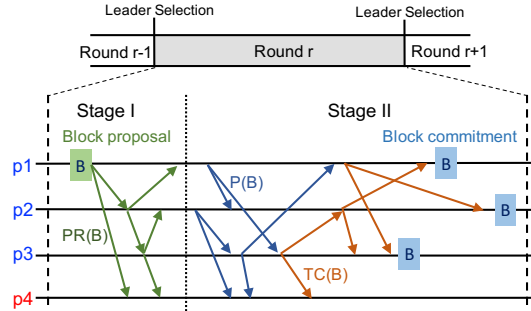 Leader Selection
Leader Selection
Round r-1
Round r
Round r+1
Stage I
Stage II
Block proposal
Block commitment
p1
B
B
P(B)
p2
B
PR(B)
p3
B
TC(B)
p4